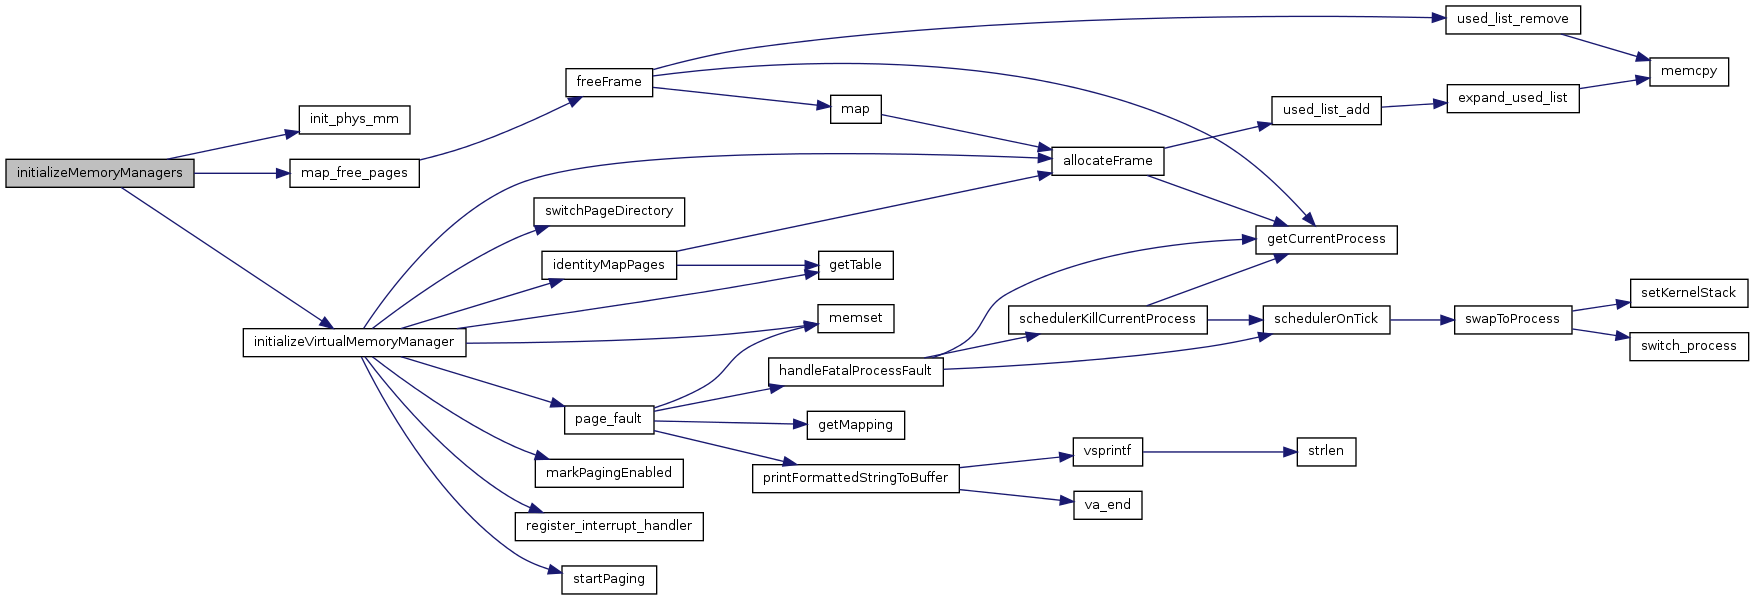 initializeMemoryManagers
init_phys_mm
map_free_pages
initializeVirtualMemoryManager
freeFrame
switchPageDirectory
identityMapPages
page_fault
markPagingEnabled
register_interrupt_handler
startPaging
map
getTable
memset
handleFatalProcessFault
getMapping
printFormattedStringToBuffer
allocateFrame
schedulerKillCurrentProcess
vsprintf
va_end
used_list_add
getCurrentProcess
schedulerOnTick
strlen
used_list_remove
expand_used_list
swapToProcess
memcpy
setKernelStack
switch_process